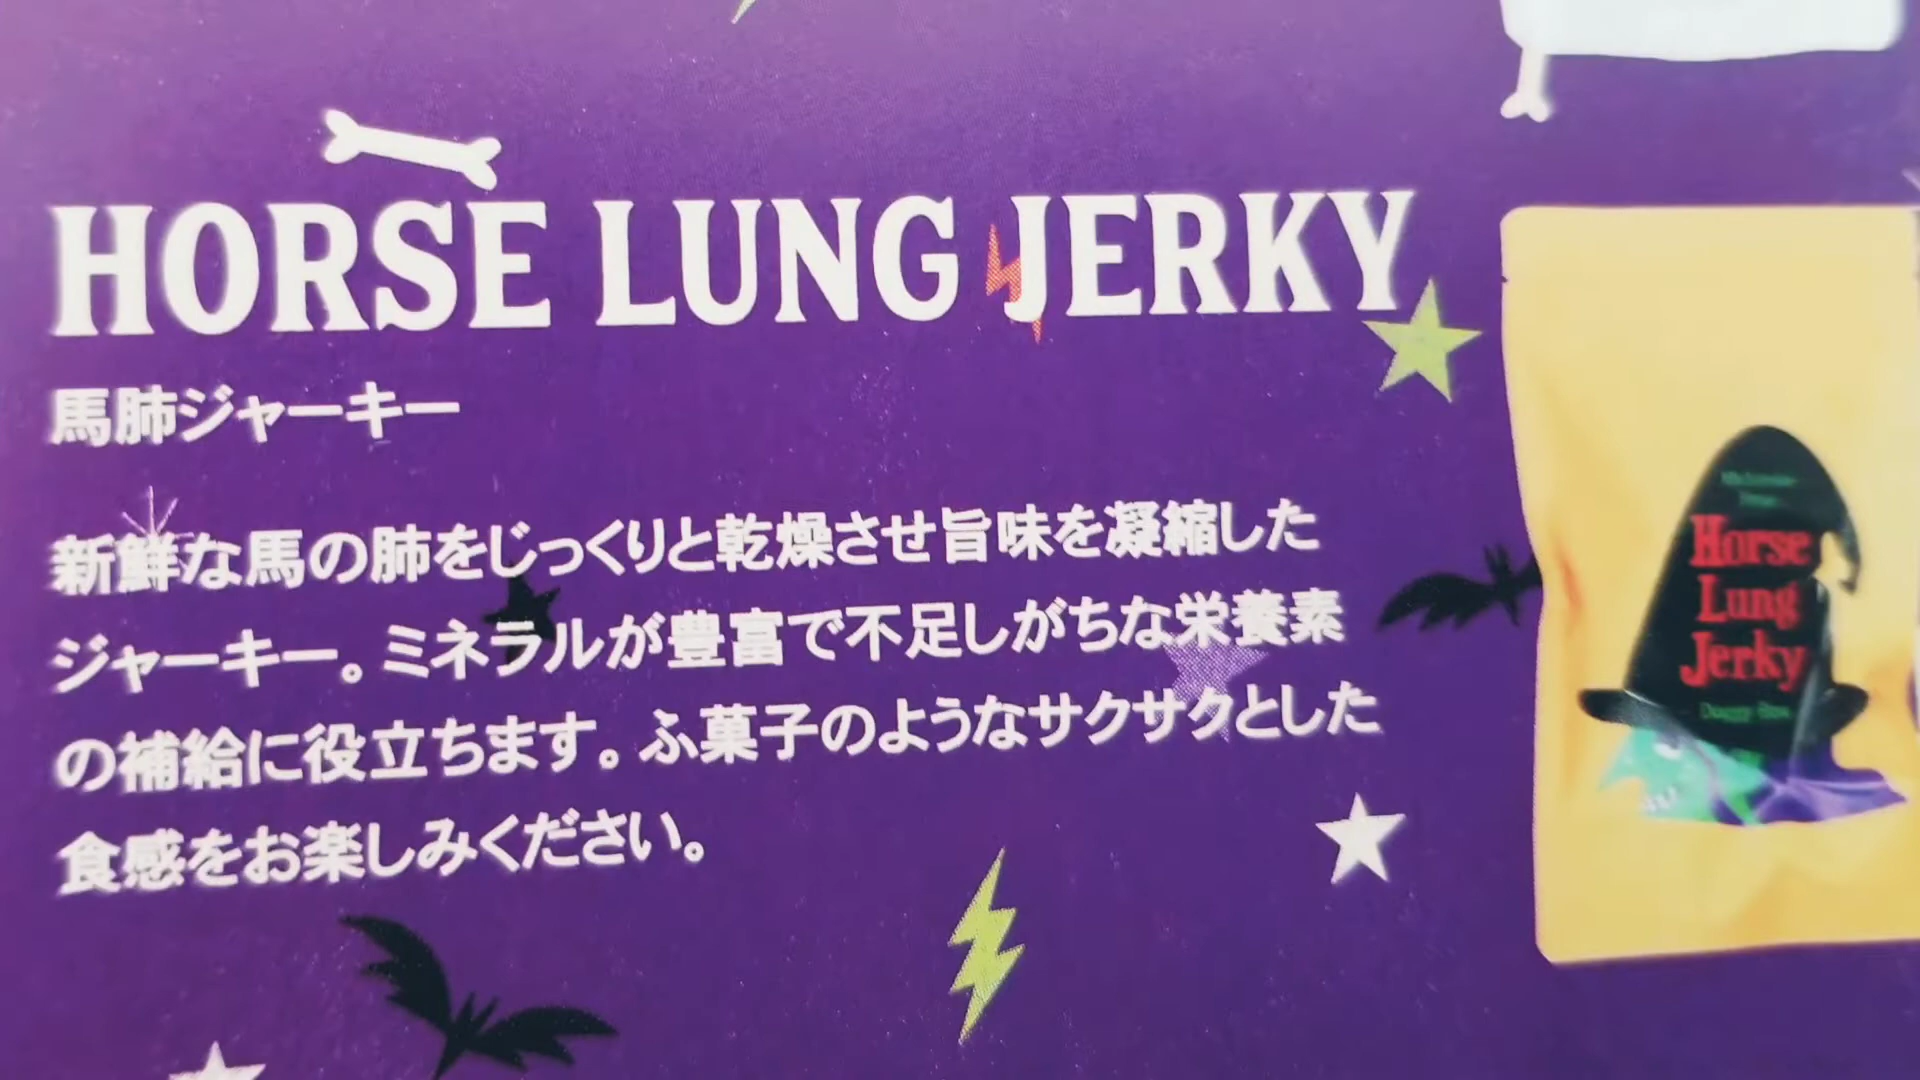 HORSE LUNG JERKY
馬肺ジャーキー
新鮮な馬の肺をじっくりと乾燥させ旨味を凝縮した
ジャーキー。ミネラルが豊富で不足しがちな栄養素
の補給に役立ちます。ふ菓子のようなサクサクとした
食感をお楽しみください。
Horse
Lung
Jerky